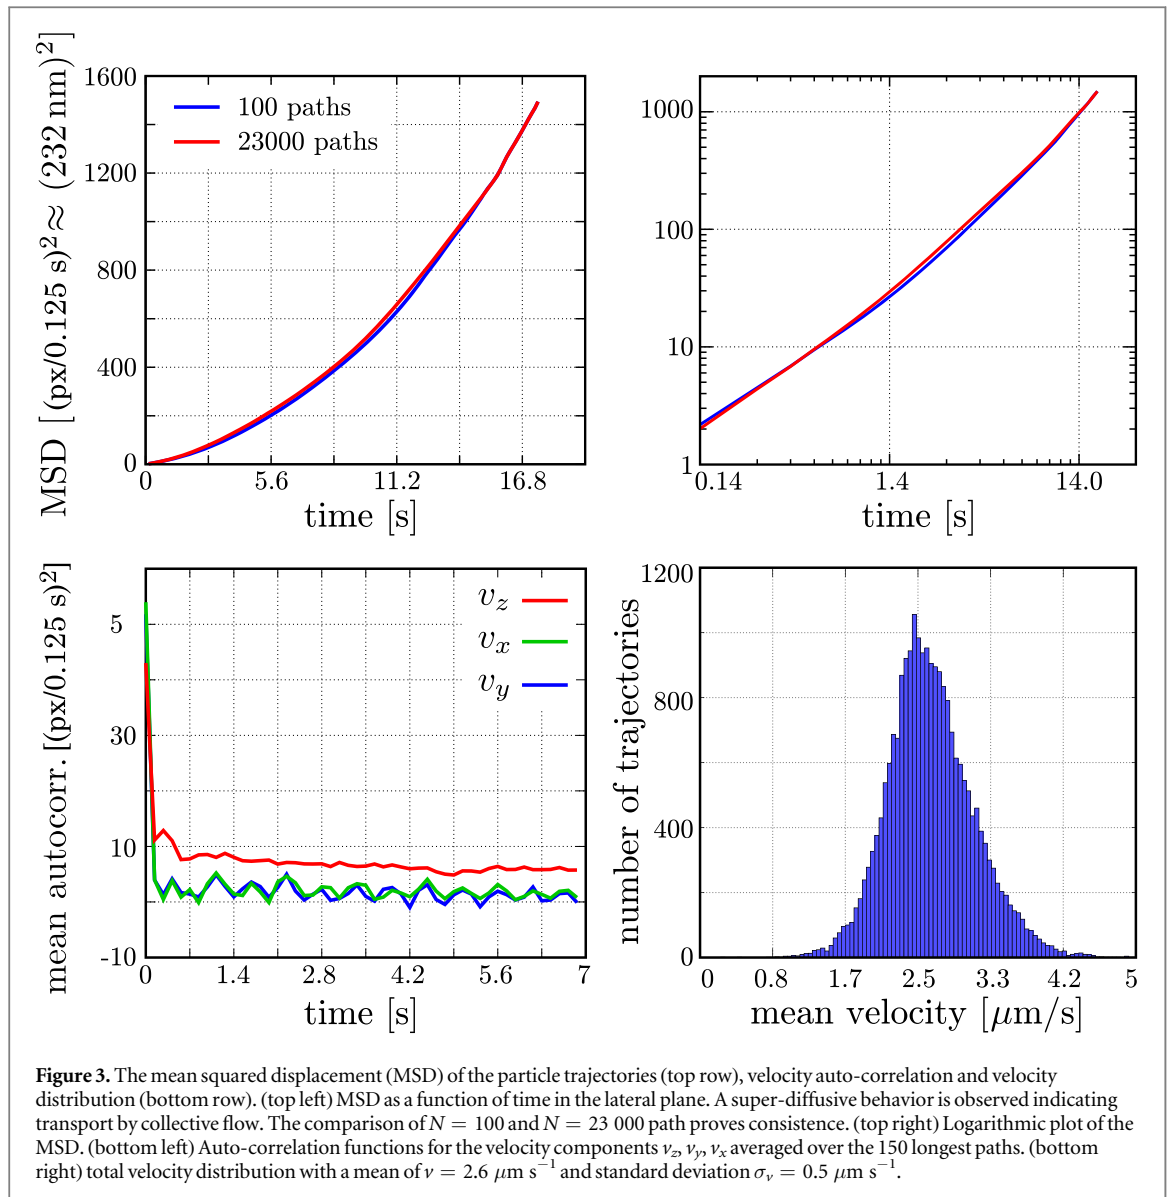 MSD [(px/0.125 s)²≈ (232 nm)²]
1600
1200
800
400
0
100 paths
23000 paths
0 5.6 11.2 16.8
time [s]
1000
100
10
1
0.14 1.4 14.0
time [s]
mean autocorr. [(px/0.125 s)²]
5
30
10
-10
v_z
v_x
v_y
0 1.4 2.8 4.2 5.6 7
time [s]
number of trajectories
1200
800
400
0
0 0.8 1.7 2.5 3.3 4.2 5
mean velocity [μm/s]
Figure 3. The mean squared displacement (MSD) of the particle trajectories (top row), velocity auto-correlation and velocity
distribution (bottom row). (top left) MSD as a function of time in the lateral plane. A super-diffusive behavior is observed indicating
transport by collective flow. The comparison of N = 100 and N = 23 000 path proves consistence. (top right) Logarithmic plot of the
MSD. (bottom left) Auto-correlation functions for the velocity components v_z, v_y, v_x averaged over the 150 longest paths. (bottom
right) total velocity distribution with a mean of v = 2.6 μm s⁻¹ and standard deviation σ_v = 0.5 μm s⁻¹.